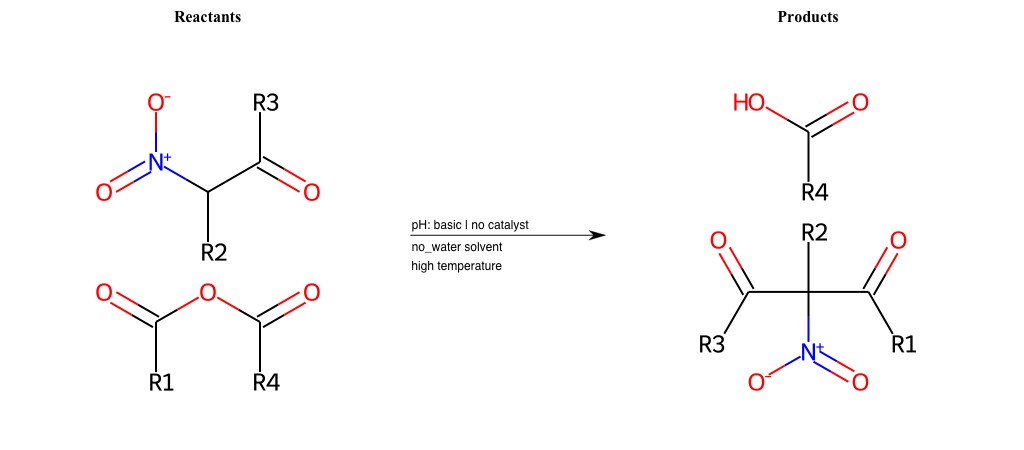 Reactants
Products
O-
R3
N+
O
O
R2
O
O
O
R1
R4
pH: basic | no catalyst
no_water solvent
high temperature
HO
O
R4
O
R2
O
R3
N+
R1
O-
O